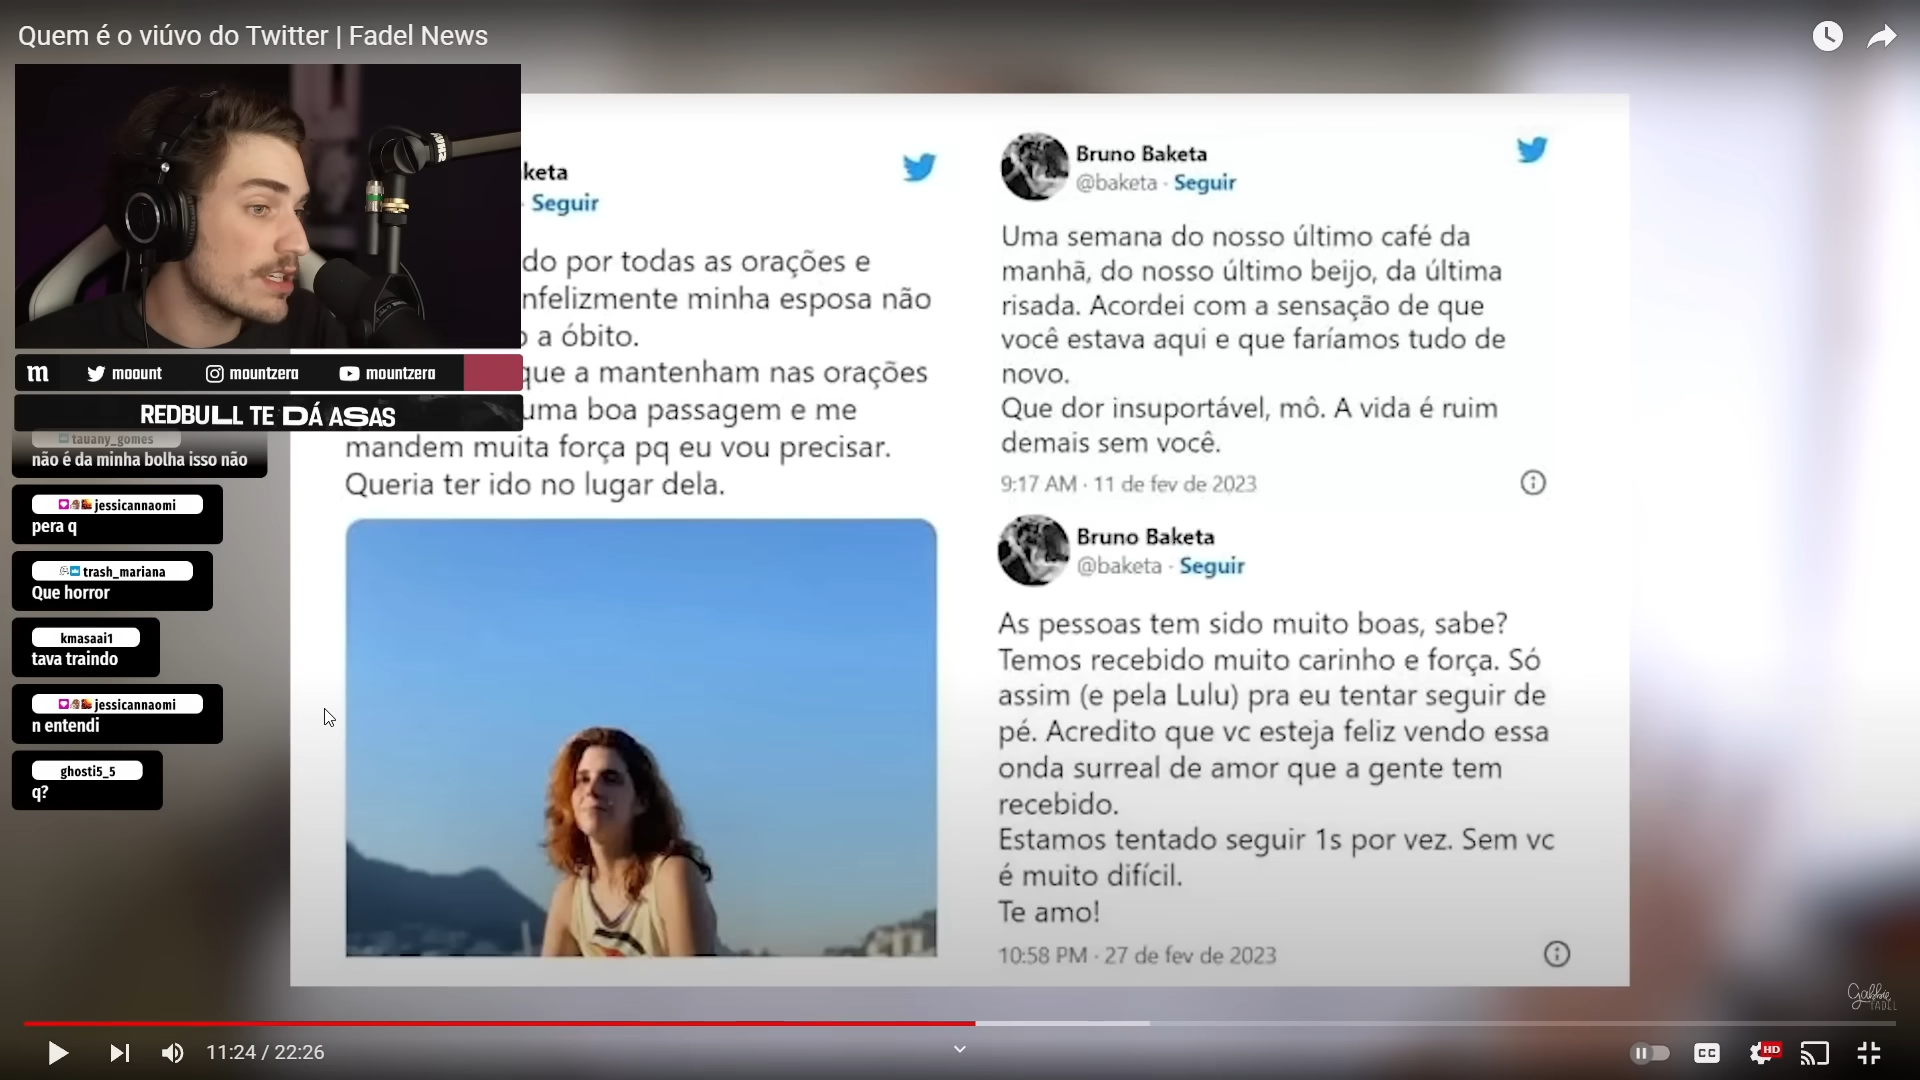 Quem é o viúvo do Twitter | Fadel News
keta
· Seguir
do por todas as orações e
nfelizmente minha esposa não
a óbito.
que a mantenham nas orações
uma boa passagem e me
mandem muita força pq eu vou precisar.
Queria ter ido no lugar dela.
Bruno Baketa
@baketa · Seguir
Uma semana do nosso último café da
manhã, do nosso último beijo, da última
risada. Acordei com a sensação de que
você estava aqui e que faríamos tudo de
novo.
Que dor insuportável, mô. A vida é ruim
demais sem você.
9:17 AM · 11 de fev de 2023
Bruno Baketa
@baketa · Seguir
As pessoas tem sido muito boas, sabe?
Temos recebido muito carinho e força. Só
assim (e pela Lulu) pra eu tentar seguir de
pé. Acredito que vc esteja feliz vendo essa
onda surreal de amor que a gente tem
recebido.
Estamos tentado seguir 1s por vez. Sem vc
é muito difícil.
Te amo!
10:58 PM · 27 de fev de 2023
m moount mountzera mountzera
REDBULL TE DÁ ASAS
tauany_gomes
não é da minha bolha isso não
jessicannaomi
pera q
trash_mariana
Que horror
kmasaai1
tava traindo
jessicannaomi
n entendi
ghosti5_5
q?
Gabbie
FADEL
11:24 / 22:26
CC
HD